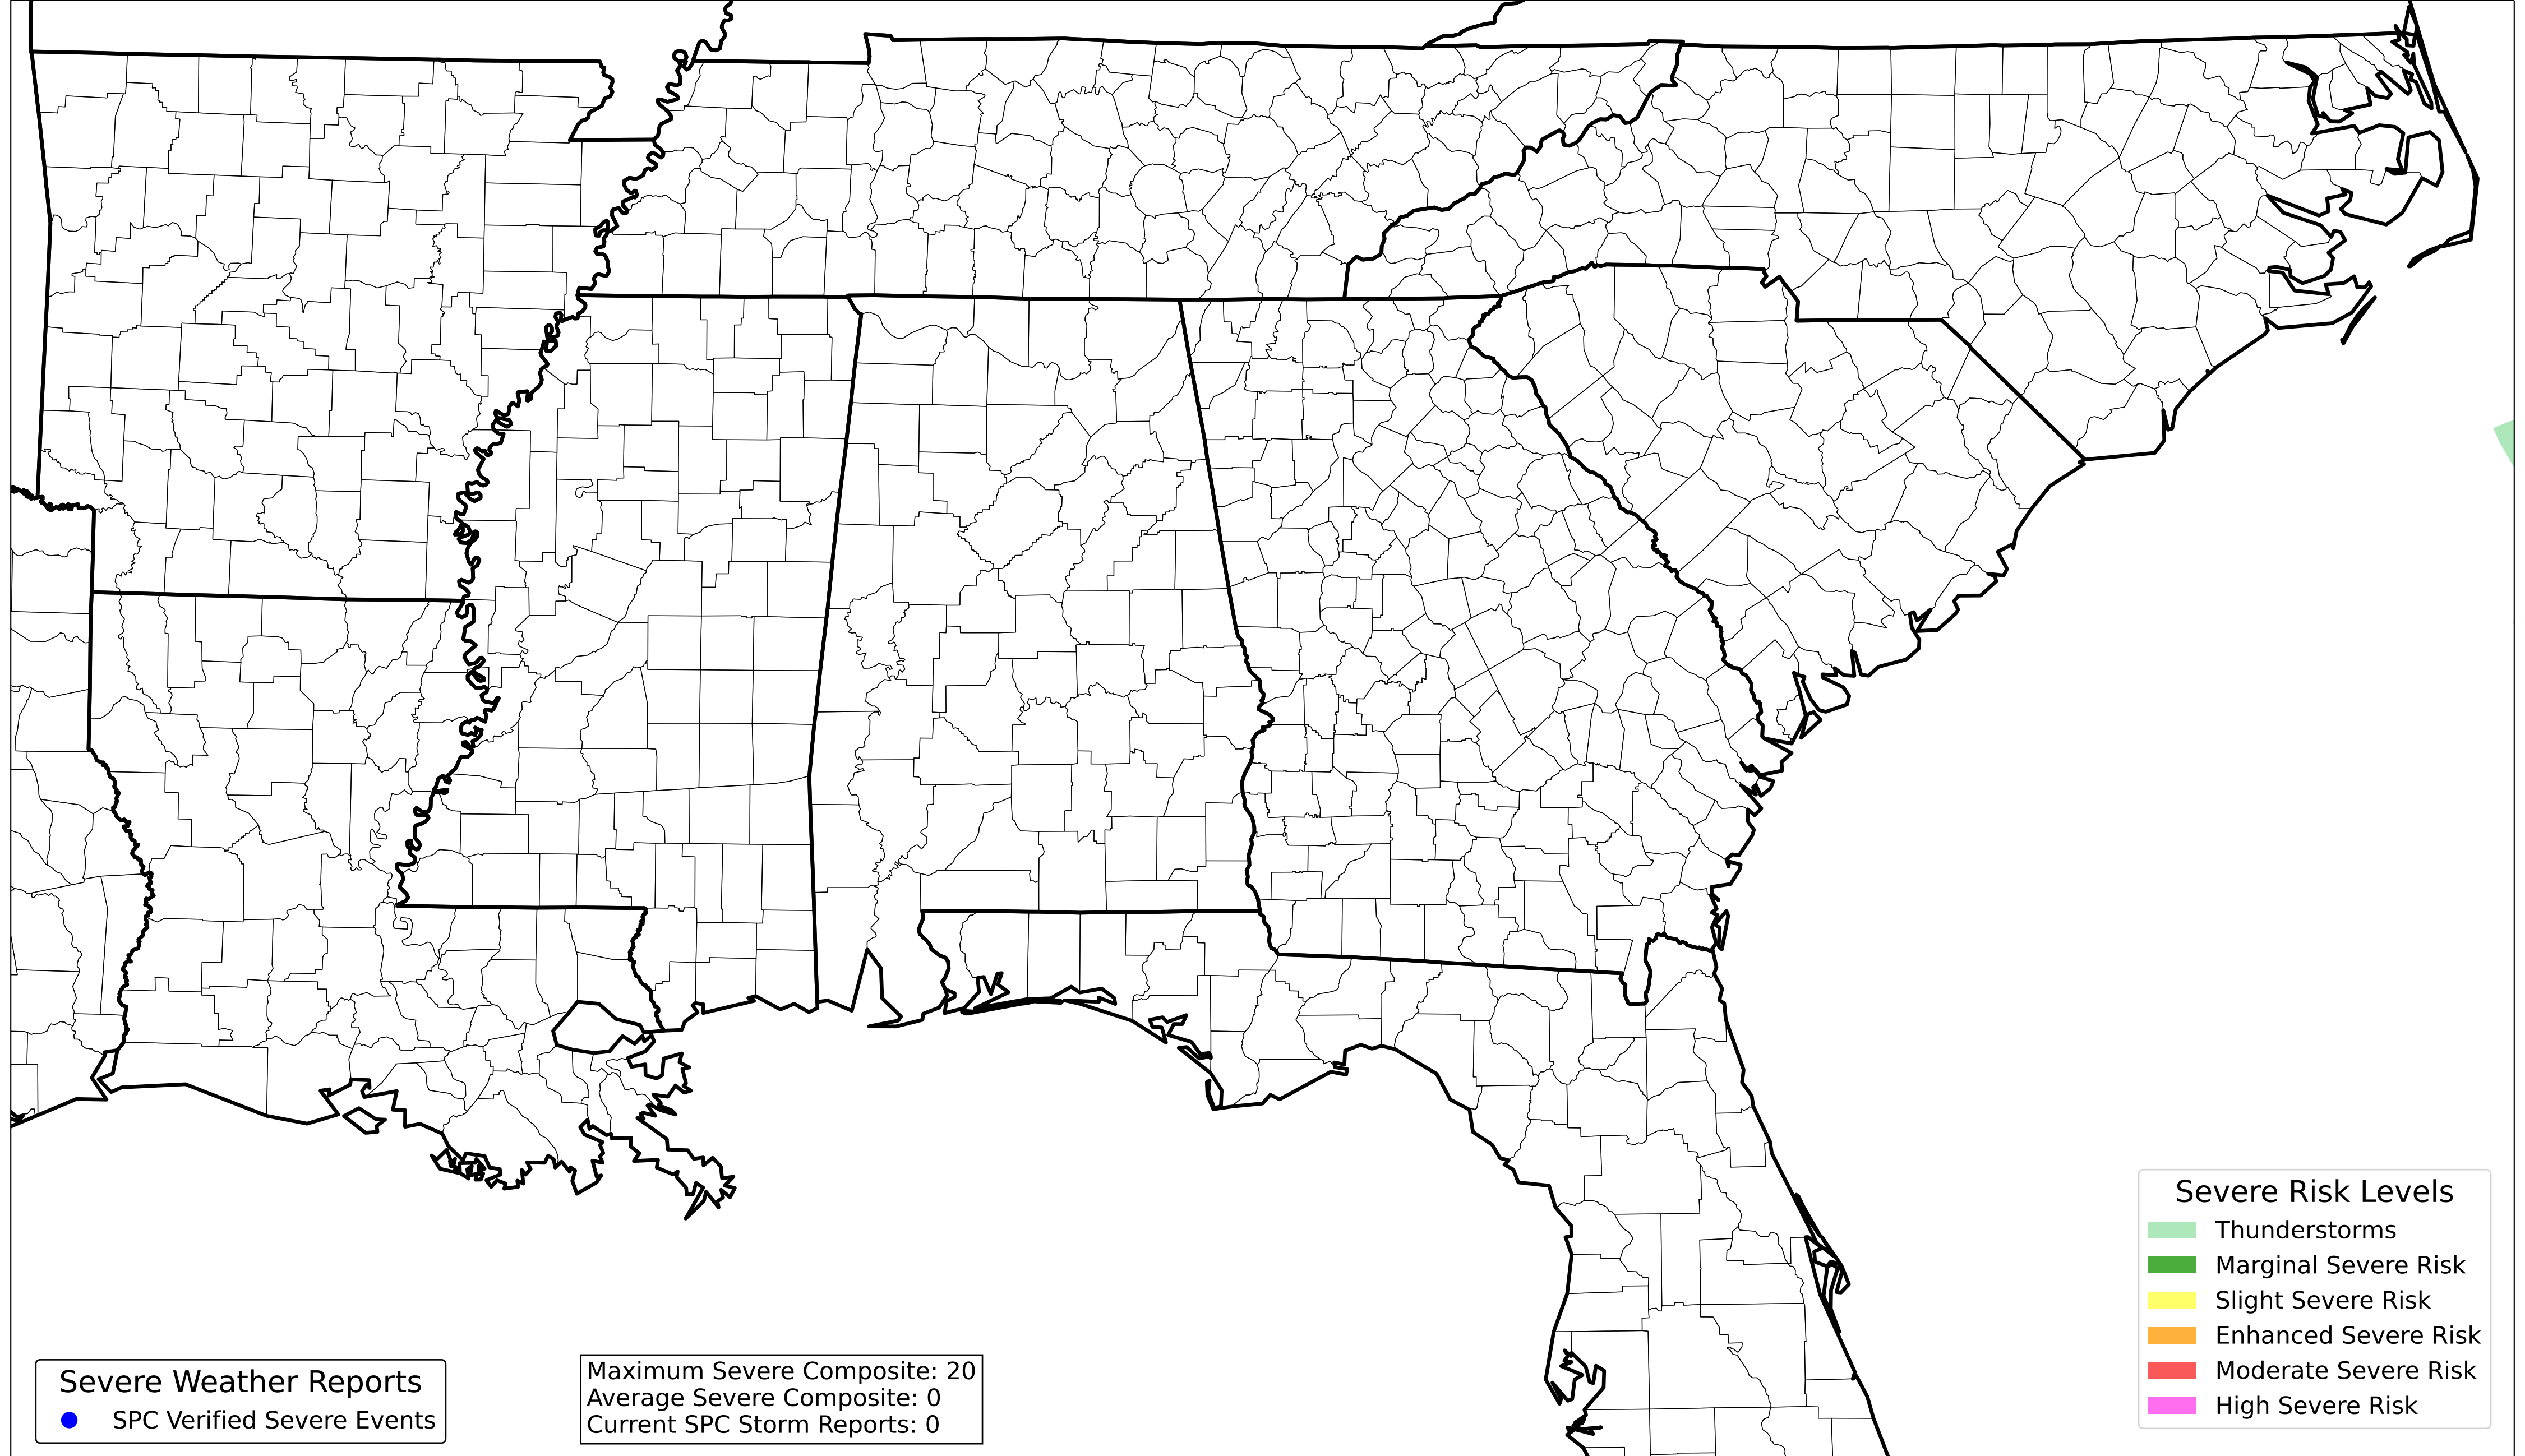 Severe Risk Levels
Thunderstorms
Marginal Severe Risk
Slight Severe Risk
Enhanced Severe Risk
Moderate Severe Risk
High Severe Risk
Severe Weather Reports
SPC Verified Severe Events
Maximum Severe Composite: 20
Average Severe Composite: 0
Current SPC Storm Reports: 0